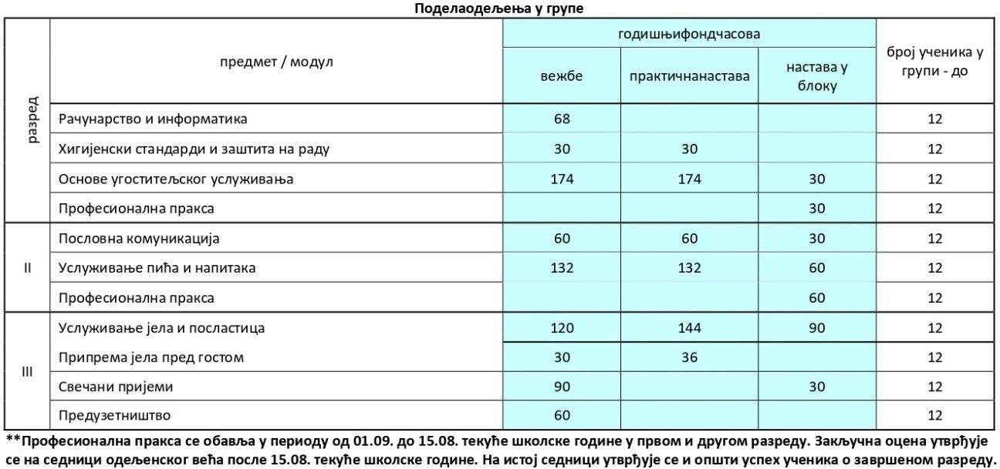 Поделаодељења у групе
разред предмет / модул годишњифондчасова број ученика у групи - до
вежбе практичнанастава настава у блоку
Рачунарство и информатика 68 12
Хигијенски стандарди и заштита на раду 30 30 12
Основе угоститељског услуживања 174 174 30 12
Професионална пракса 30 12
II Пословна комуникација 60 60 30 12
Услуживање пића и напитака 132 132 60 12
Професионална пракса 60 12
III Услуживање јела и посластица 120 144 90 12
Припрема јела пред гостом 30 36 12
Свечани пријеми 90 30 12
Предузетништво 60 12
**Професионална пракса се обавља у периоду од 01.09. до 15.08. текуће школске године у првом и другом разреду. Закључна оцена утврђује
се на седници одељенског већа после 15.08. текуће школске године. На истој седници утврђује се и општи успех ученика о завршеном разреду.